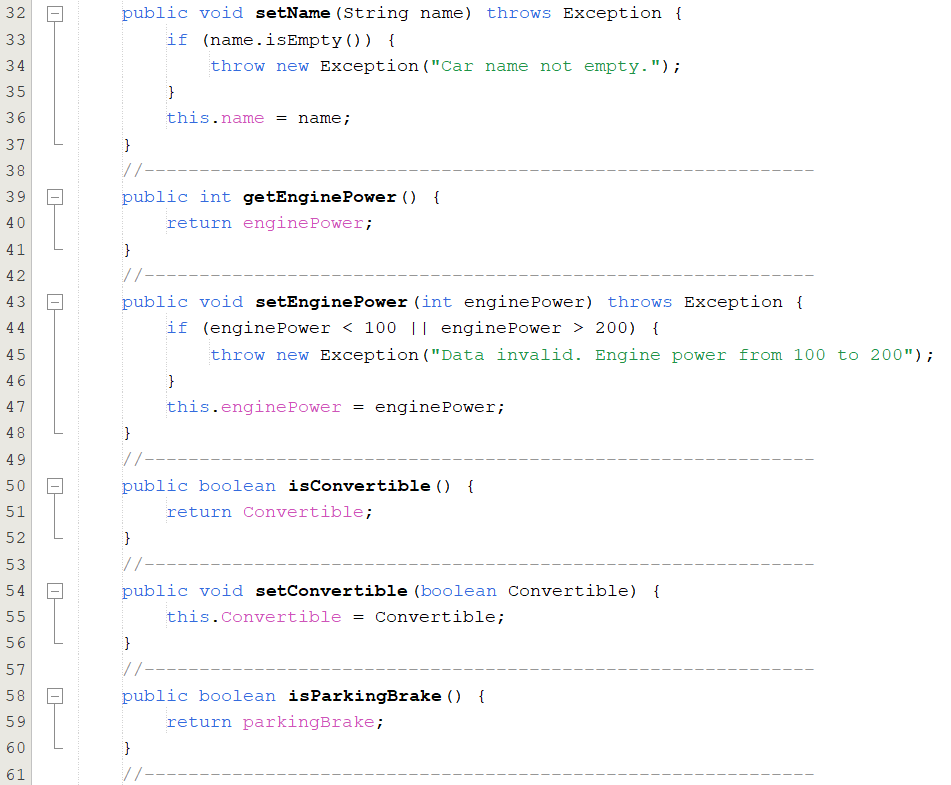 32 public void setName(String name) throws Exception {
33 if (name.isEmpty()) {
34 throw new Exception("Car name not empty.");
35 }
36 this.name = name;
37 }
38 //-------------------------------------------------------------
39 public int getEnginePower() {
40 return enginePower;
41 }
42 //-------------------------------------------------------------
43 public void setEnginePower(int enginePower) throws Exception {
44 if (enginePower < 100 || enginePower > 200) {
45 throw new Exception("Data invalid. Engine power from 100 to 200");
46 }
47 this.enginePower = enginePower;
48 }
49 //-------------------------------------------------------------
50 public boolean isConvertible() {
51 return Convertible;
52 }
53 //-------------------------------------------------------------
54 public void setConvertible(boolean Convertible) {
55 this.Convertible = Convertible;
56 }
57 //-------------------------------------------------------------
58 public boolean isParkingBrake() {
59 return parkingBrake;
60 }
61 //-------------------------------------------------------------